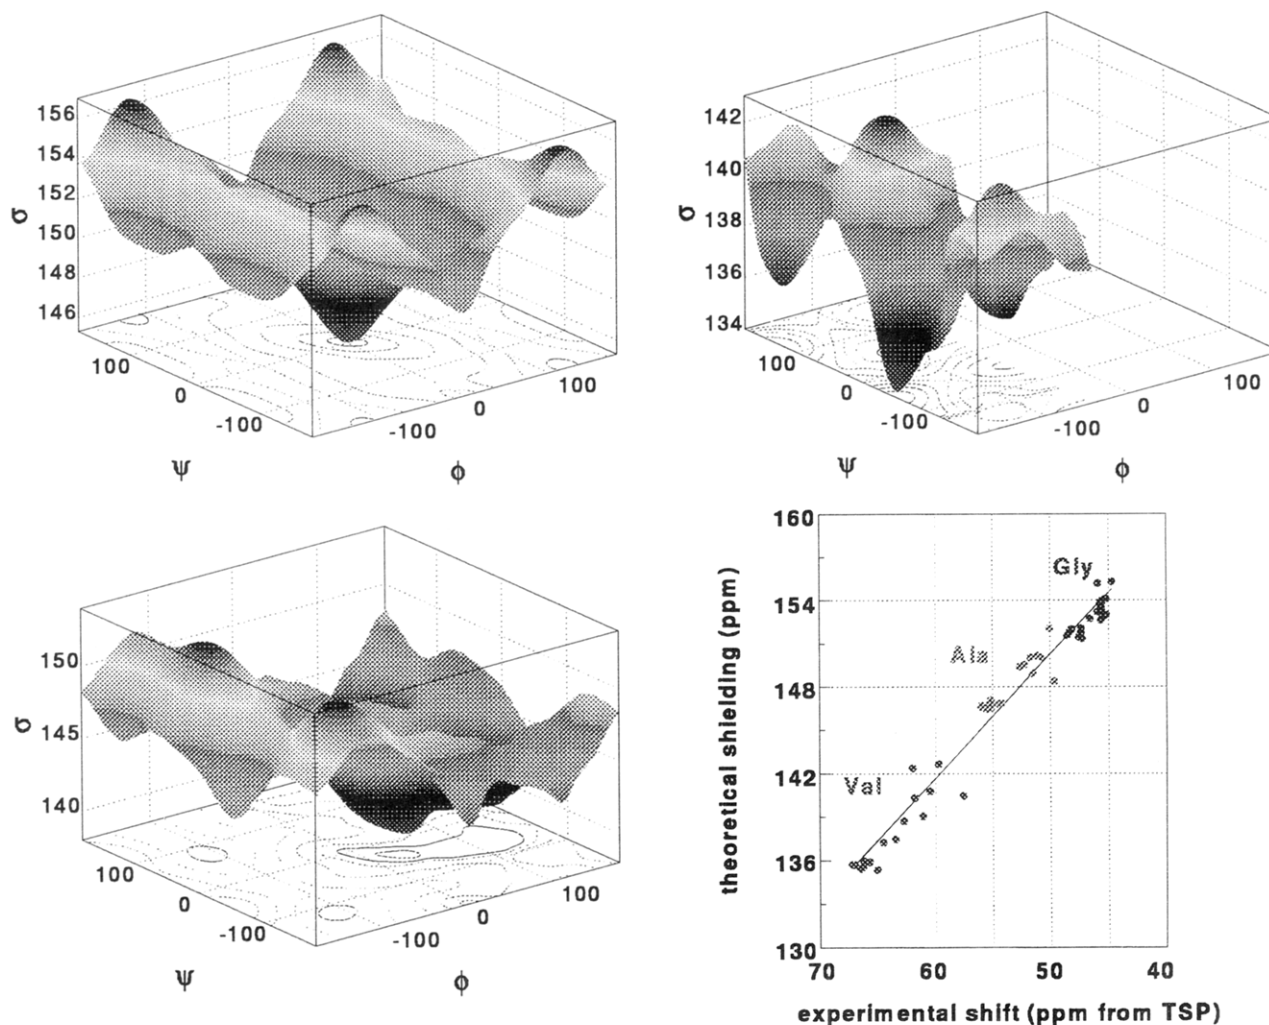 156
154
152
150
148
146
σ
100
0
-100
ψ
-100
0
100
ϕ
142
140
138
136
134
σ
100
0
-100
ψ
-100
0
100
ϕ
150
145
140
σ
100
0
-100
ψ
-100
0
100
ϕ
160
154
148
142
136
130
theoretical shielding (ppm)
Gly
Ala
Val
70 60 50 40
experimental shift (ppm from TSP)